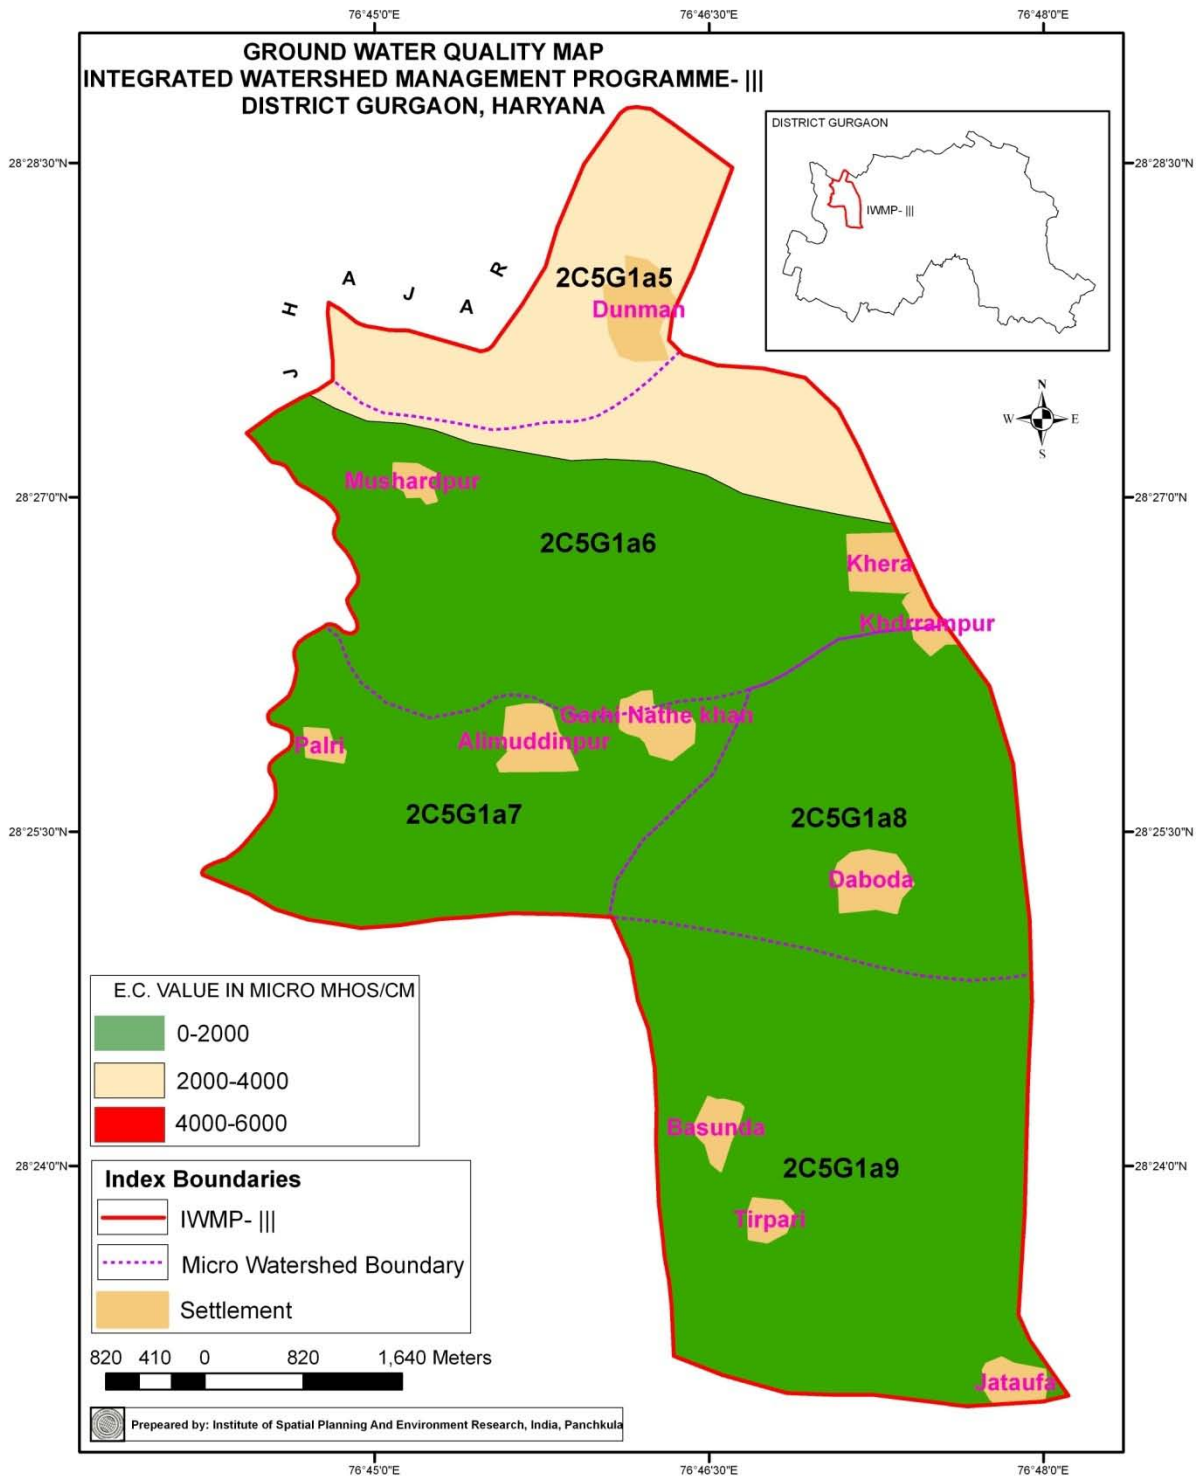 76°45'0"E 76°46'30"E 76°48'0"E
GROUND WATER QUALITY MAP
INTEGRATED WATERSHED MANAGEMENT PROGRAMME- |||
DISTRICT GURGAON, HARYANA
DISTRICT GURGAON
IWMP- |||
28°28'30"N 28°28'30"N
J H A J J A R
2C5G1a5
Dunman
N
W E
S
28°27'0"N 28°27'0"N
Mushardpur
2C5G1a6
Khera
Khdrrampur
Garhi Nathe khan
Palri
Alimuddinpur
2C5G1a7
2C5G1a8
28°25'30"N 28°25'30"N
Daboda
E.C. VALUE IN MICRO MHOS/CM
0-2000
2000-4000
4000-6000
Basunda
28°24'0"N 28°24'0"N
2C5G1a9
Tirpari
Jataufa
Index Boundaries
IWMP- |||
Micro Watershed Boundary
Settlement
820 410 0 820 1,640 Meters
Prepeared by: Institute of Spatial Planning And Environment Research, India, Panchkula
76°45'0"E 76°46'30"E 76°48'0"E